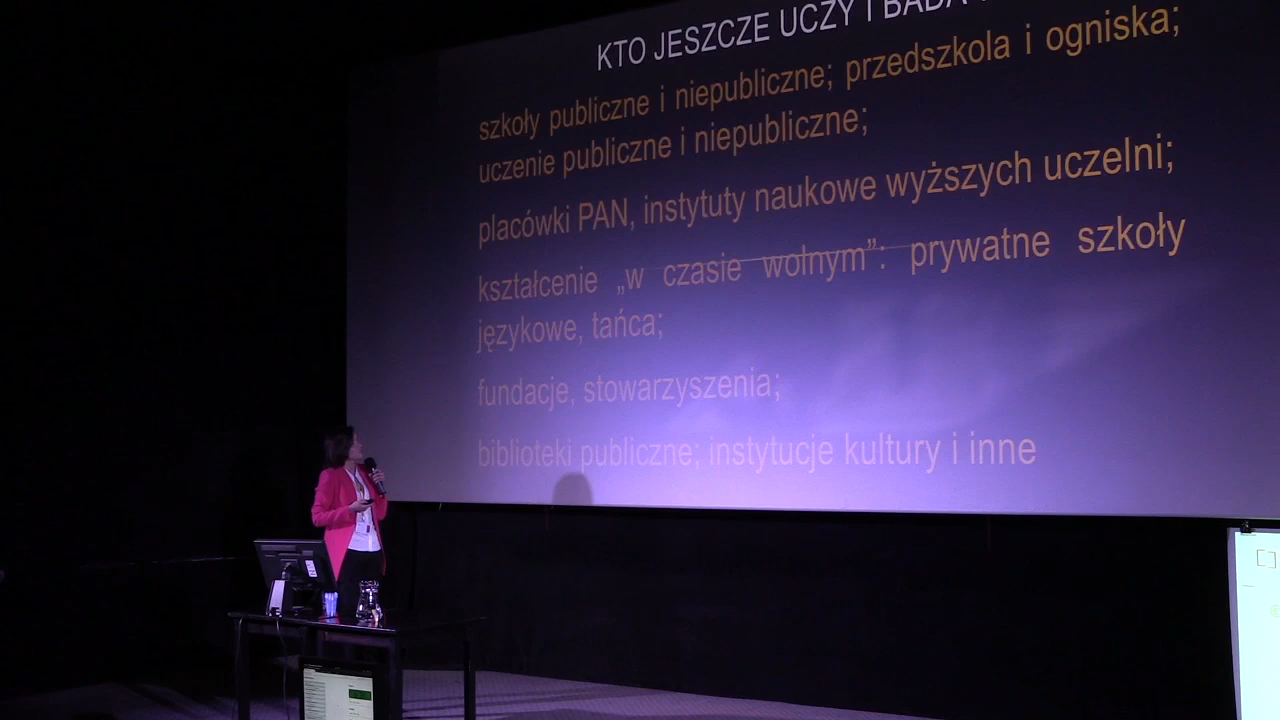 KTO JESZCZE UCZY I BADA
szkoły publiczne i niepubliczne; przedszkola i ogniska;
uczenie publiczne i niepubliczne;
placówki PAN, instytuty naukowe wyższych uczelni;
kształcenie „w czasie wolnym”: prywatne szkoły
językowe, tańca;
fundacje, stowarzyszenia;
biblioteki publiczne; instytucje kultury i inne